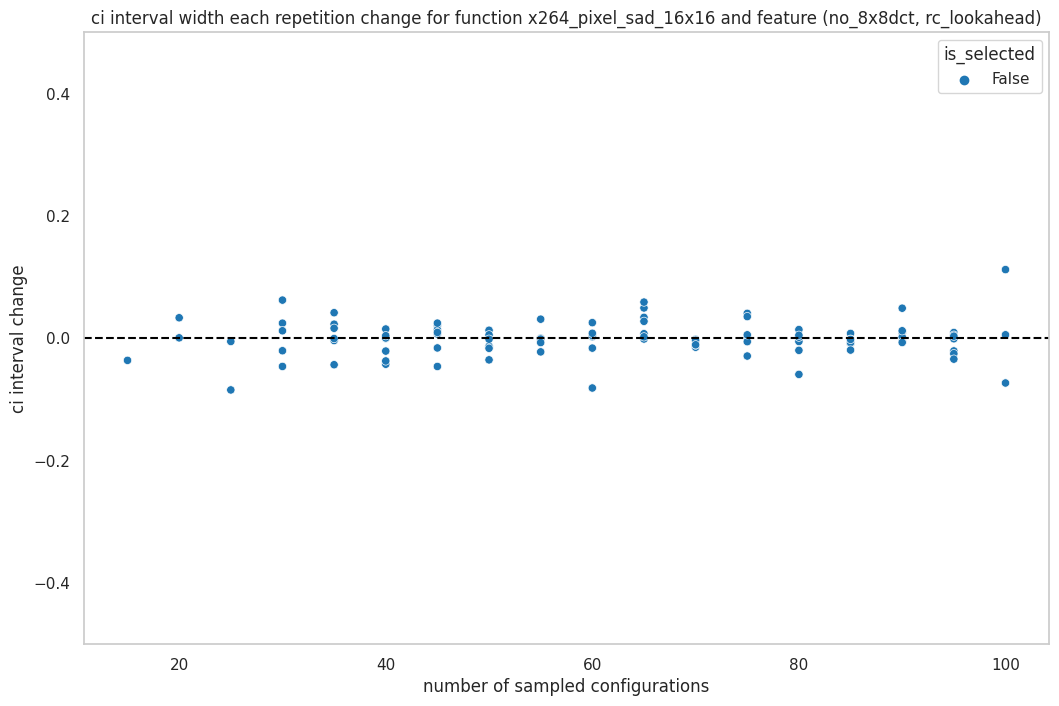 ci interval width each repetition change for function x264_pixel_sad_16x16 and feature (no_8x8dct, rc_lookahead)
is_selected
False
0.4
0.2
0.0
−0.2
−0.4
ci interval change
20
40
60
80
100
number of sampled configurations